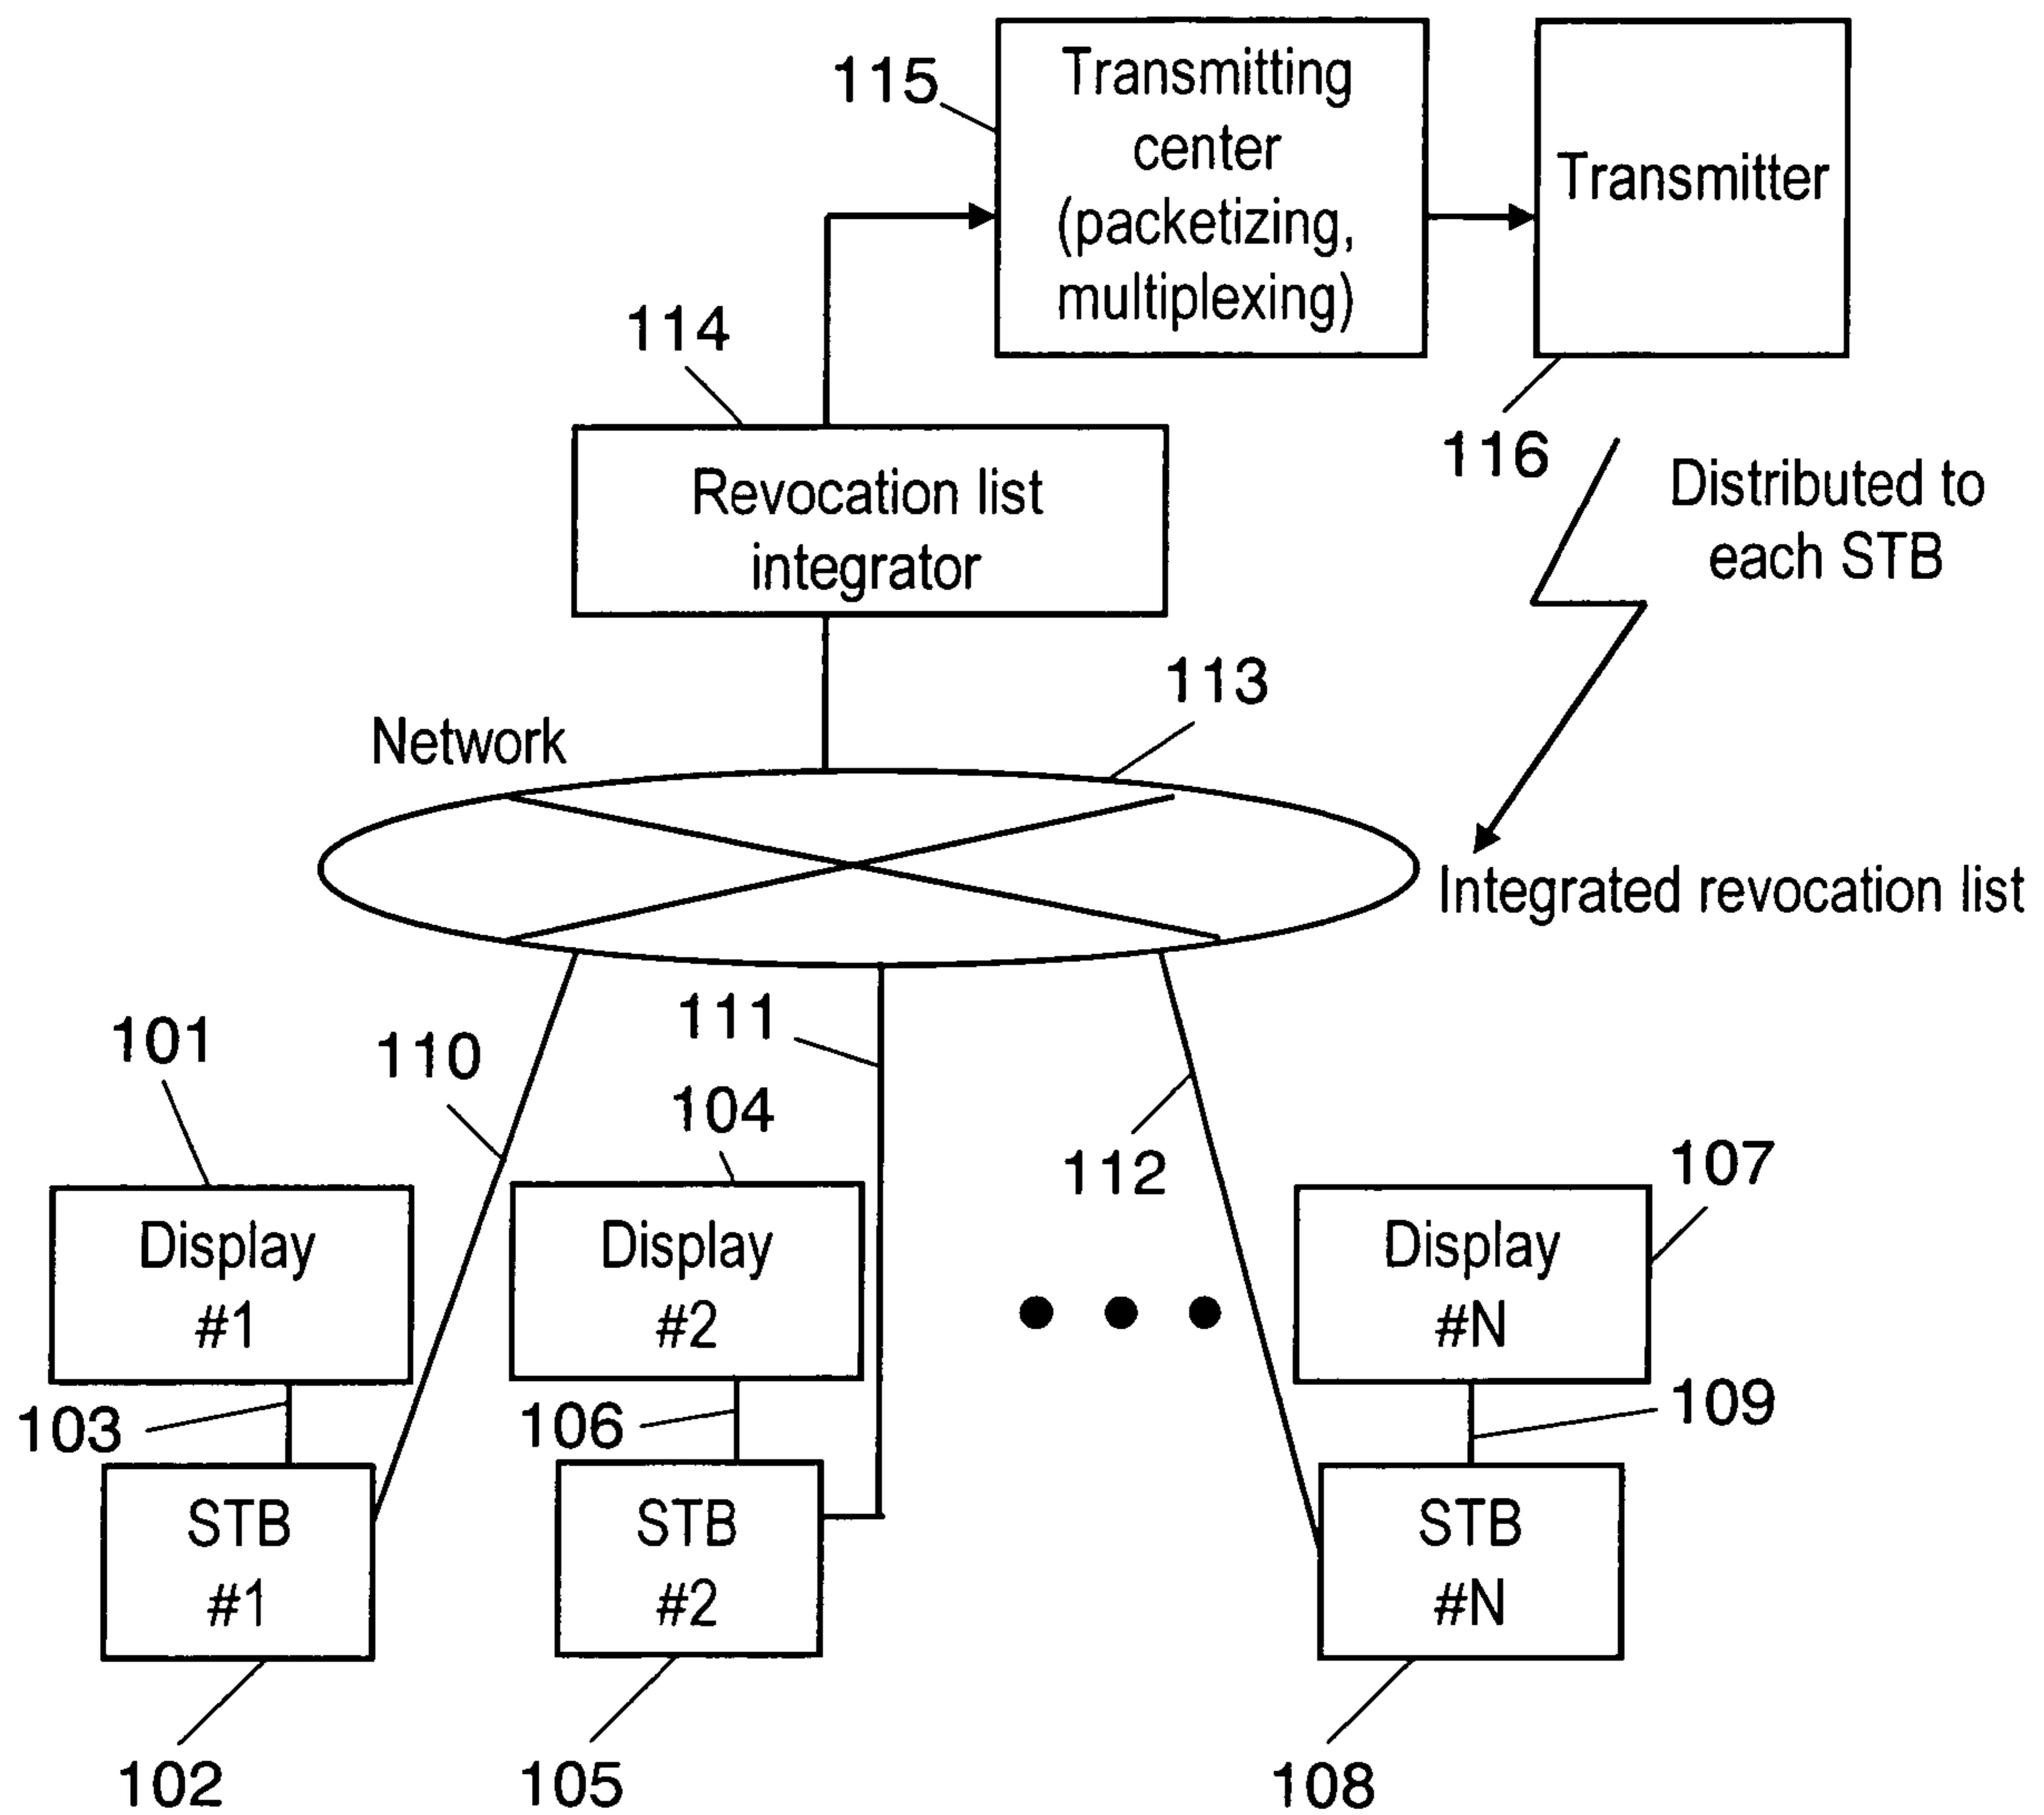 115
Transmitting
center
(packetizing,
multiplexing)
Transmitter
114
116
Revocation list
integrator
Distributed to
each STB
113
Network
Integrated revocation list
101
110
111
104
112
107
Display
#1
Display
#2
Display
#N
103
106
109
STB
#1
STB
#2
STB
#N
102
105
108